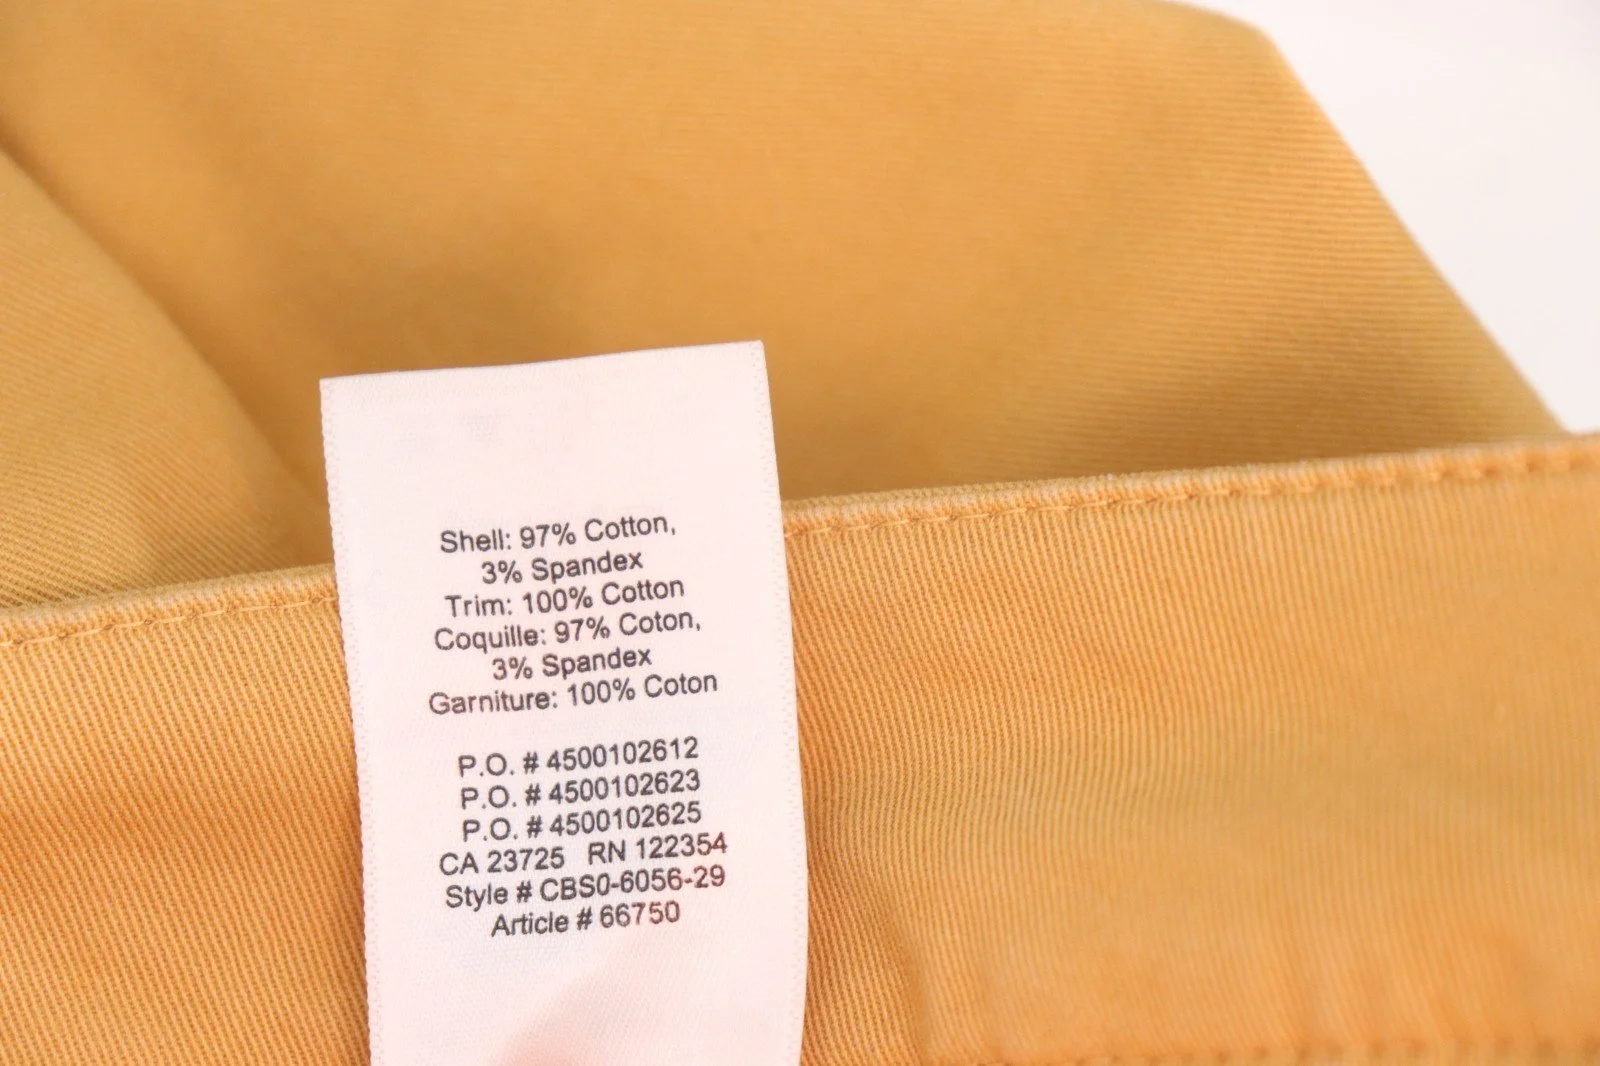 Shell: 97% Cotton,
3% Spandex
Trim: 100% Cotton
Coquille: 97% Coton,
3% Spandex
Garniture: 100% Coton
P.O. # 4500102612
P.O. # 4500102623
P.O. # 4500102625
CA 23725 RN 122354
Style # CBS0-6056-29
Article # 66750